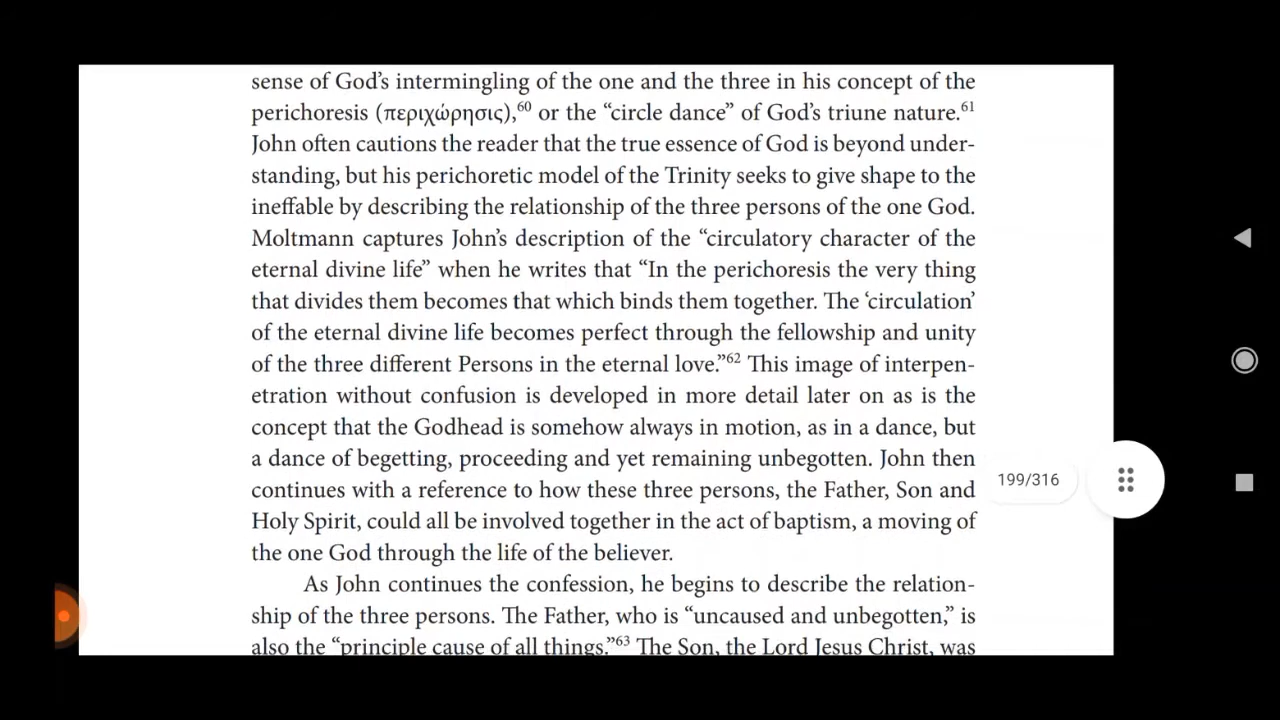 sense of God’s intermingling of the one and the three in his concept of the
perichoresis (περιχώρησις),60 or the “circle dance” of God’s triune nature.61
John often cautions the reader that the true essence of God is beyond under-
standing, but his perichoretic model of the Trinity seeks to give shape to the
ineffable by describing the relationship of the three persons of the one God.
Moltmann captures John’s description of the “circulatory character of the
eternal divine life” when he writes that “In the perichoresis the very thing
that divides them becomes that which binds them together. The ‘circulation’
of the eternal divine life becomes perfect through the fellowship and unity
of the three different Persons in the eternal love.”62 This image of interpen-
etration without confusion is developed in more detail later on as is the
concept that the Godhead is somehow always in motion, as in a dance, but
a dance of begetting, proceeding and yet remaining unbegotten. John then
continues with a reference to how these three persons, the Father, Son and
199/316
Holy Spirit, could all be involved together in the act of baptism, a moving of
the one God through the life of the believer.
As John continues the confession, he begins to describe the relation-
ship of the three persons. The Father, who is “uncaused and unbegotten,” is
also the “principle cause of all things.”63 The Son, the Lord Jesus Christ, was